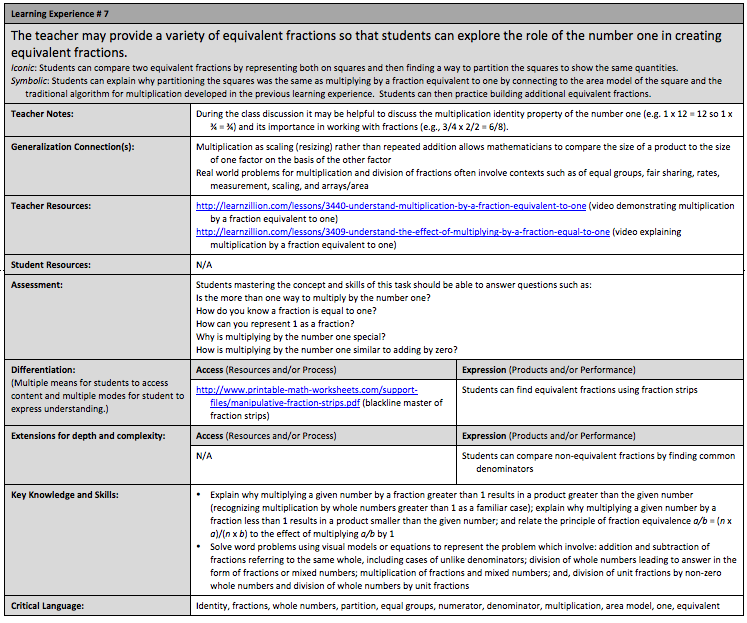 Learning Experience # 7
The teacher may provide a variety of equivalent fractions so that students can explore the role of the number one in creating
equivalent fractions.
Iconic: Students can compare two equivalent fractions by representing both on squares and then finding a way to partition the squares to show the same quantities.
Symbolic: Students can explain why partitioning the squares was the same as multiplying by a fraction equivalent to one by connecting to the area model of the square and the
traditional algorithm for multiplication developed in the previous learning experience. Students can then practice building additional equivalent fractions.
Teacher Notes:
During the class discussion it may be helpful to discuss the multiplication identity property of the number one (e.g. 1 x 12 = 12 so 1 x
¾ = ¾) and its importance in working with fractions (e.g., 3/4 x 2/2 = 6/8).
Generalization Connection(s):
Multiplication as scaling (resizing) rather than repeated addition allows mathematicians to compare the size of a product to the size
of one factor on the basis of the other factor
Real world problems for multiplication and division of fractions often involve contexts such as of equal groups, fair sharing, rates,
measurement, scaling, and arrays/area
Teacher Resources:
http://learnzillion.com/lessons/3440-understand-multiplication-by-a-fraction-equivalent-to-one (video demonstrating multiplication
by a fraction equivalent to one)
http://learnzillion.com/lessons/3409-understand-the-effect-of-multiplying-by-a-fraction-equal-to-one (video explaining
multiplication by a fraction equivalent to one)
Student Resources:
N/A
Assessment:
Students mastering the concept and skills of this task should be able to answer questions such as:
Is the more than one way to multiply by the number one?
How do you know a fraction is equal to one?
How can you represent 1 as a fraction?
Why is multiplying by the number one special?
How is multiplying by the number one similar to adding by zero?
Differentiation:
(Multiple means for students to access
content and multiple modes for student to
express understanding.)
Access (Resources and/or Process)
Expression (Products and/or Performance)
http://www.printable-math-worksheets.com/support-
files/manipulative-fraction-strips.pdf (blackline master of
fraction strips)
Students can find equivalent fractions using fraction strips
Extensions for depth and complexity:
Access (Resources and/or Process)
Expression (Products and/or Performance)
N/A
Students can compare non-equivalent fractions by finding common
denominators
Key Knowledge and Skills:
• Explain why multiplying a given number by a fraction greater than 1 results in a product greater than the given number
(recognizing multiplication by whole numbers greater than 1 as a familiar case); explain why multiplying a given number by a
fraction less than 1 results in a product smaller than the given number; and relate the principle of fraction equivalence a/b = (n x
a)/(n x b) to the effect of multiplying a/b by 1
• Solve word problems using visual models or equations to represent the problem which involve: addition and subtraction of
fractions referring to the same whole, including cases of unlike denominators; division of whole numbers leading to answer in the
form of fractions or mixed numbers; multiplication of fractions and mixed numbers; and, division of unit fractions by non-zero
whole numbers and division of whole numbers by unit fractions
Critical Language:
Identity, fractions, whole numbers, partition, equal groups, numerator, denominator, multiplication, area model, one, equivalent